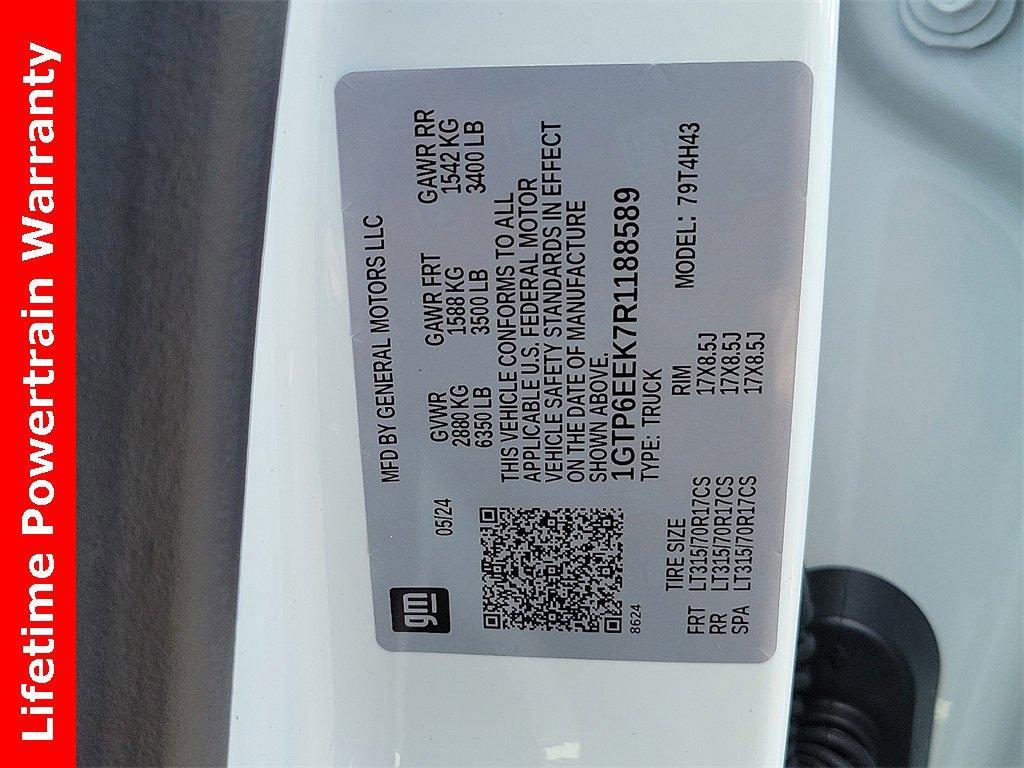 Lifetime Powertrain Warranty
MFD BY GENERAL MOTORS LLC
gm
05/24
GVWR GAWR FRT GAWR RR
2880 KG 1588 KG 1542 KG
6350 LB 3500 LB 3400 LB
THIS VEHICLE CONFORMS TO ALL
APPLICABLE U.S. FEDERAL MOTOR
VEHICLE SAFETY STANDARDS IN EFFECT
ON THE DATE OF MANUFACTURE
SHOWN ABOVE.
1GTP6EEK7R1188589
8624
TYPE: TRUCK
MODEL: 79T4H43
TIRE SIZE RIM
FRT LT315/70R17CS 17X8.5J
RR LT315/70R17CS 17X8.5J
SPA LT315/70R17CS 17X8.5J